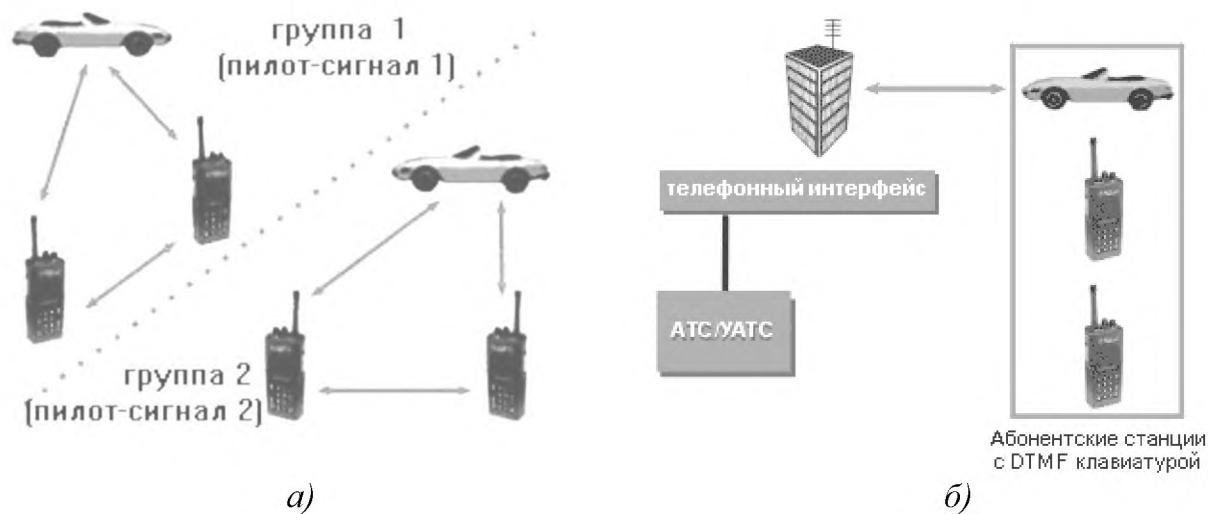 группа 1
(пилот-сигнал 1)
группа 2
(пилот-сигнал 2)
а)
телефонный интерфейс
АТС/УАТС
Абонентские станции
с DTMF клавиатурой
б)